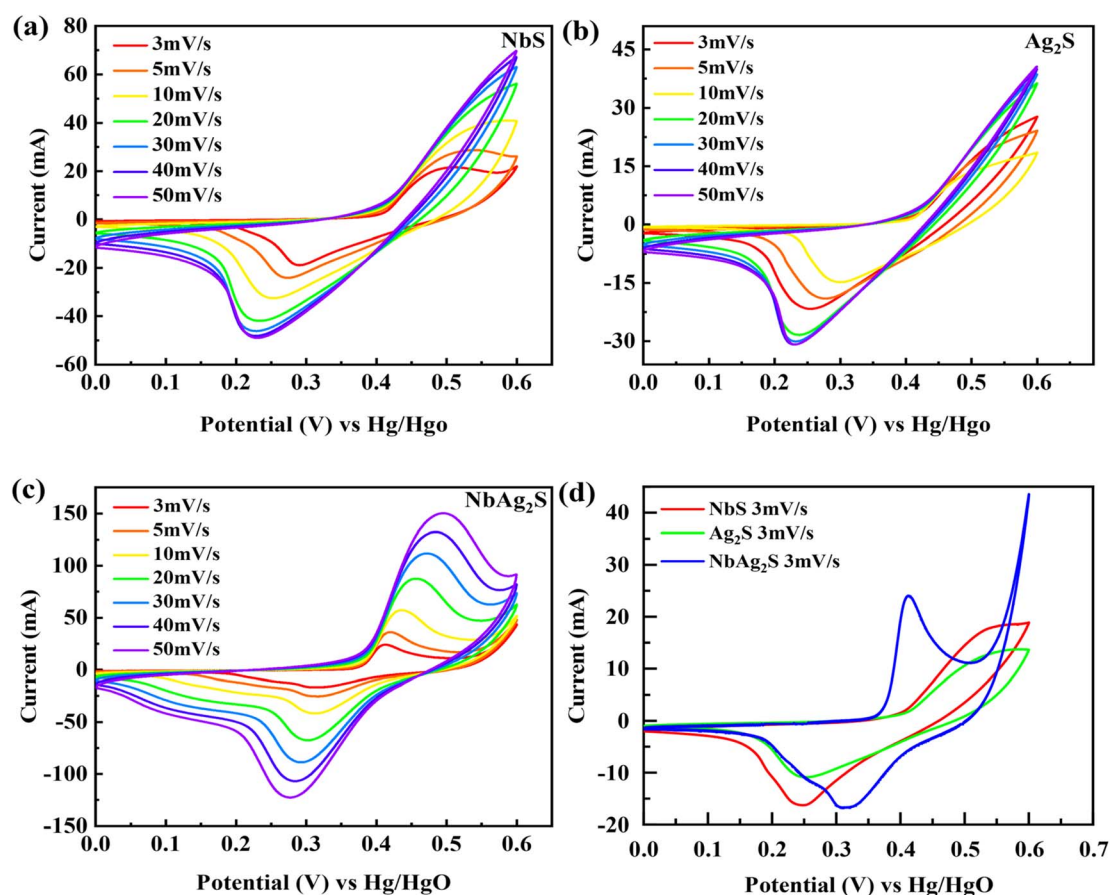 (a)
NbS
3mV/s
5mV/s
10mV/s
20mV/s
30mV/s
40mV/s
50mV/s
80
60
40
20
0
-20
-40
-60
Current (mA)
0.0 0.1 0.2 0.3 0.4 0.5 0.6
Potential (V) vs Hg/Hgo
(b)
Ag₂S
3mV/s
5mV/s
10mV/s
20mV/s
30mV/s
40mV/s
50mV/s
45
30
15
0
-15
-30
Current (mA)
0.0 0.1 0.2 0.3 0.4 0.5 0.6
Potential (V) vs Hg/Hgo
(c)
NbAg₂S
3mV/s
5mV/s
10mV/s
20mV/s
30mV/s
40mV/s
50mV/s
150
100
50
0
-50
-100
-150
Current (mA)
0.0 0.1 0.2 0.3 0.4 0.5 0.6
Potential (V) vs Hg/HgO
(d)
NbS 3mV/s
Ag₂S 3mV/s
NbAg₂S 3mV/s
40
30
20
10
0
-10
-20
Current (mA)
0.0 0.1 0.2 0.3 0.4 0.5 0.6 0.7
Potential (V) vs Hg/HgO